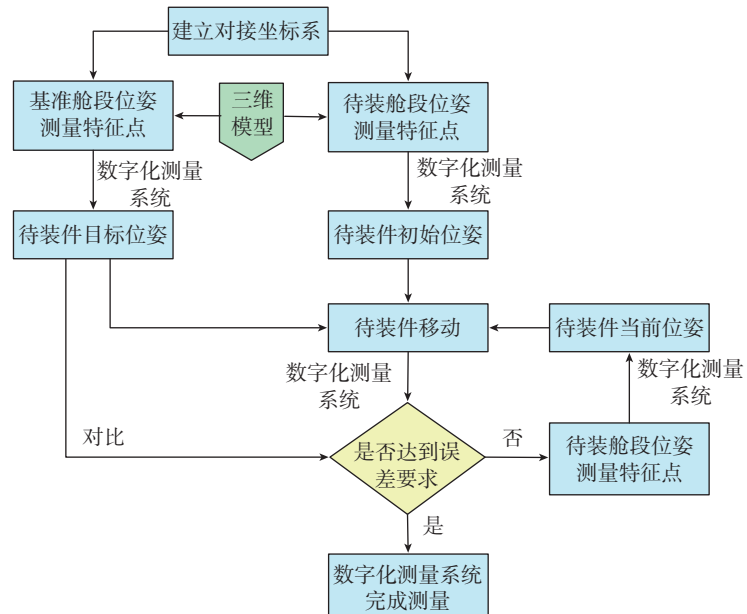 建立对接坐标系
基准舱段位姿
测量特征点
三维
模型
待装舱段位姿
测量特征点
数字化测量
系统
数字化测量
系统
待装件目标位姿
待装件初始位姿
待装件移动
待装件当前位姿
数字化测量
系统
数字化测量
系统
对比
是否达到误
差要求
否
待装舱段位姿
测量特征点
是
数字化测量系统
完成测量